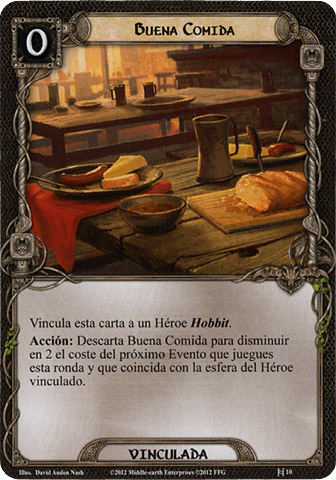 0
Buena Comida
Vincula esta carta a un Héroe Hobbit.
Acción: Descarta Buena Comida para disminuir
en 2 el coste del próximo Evento que juegues
esta ronda y que coincida con la esfera del Héroe
vinculado.
VINCULADA
Illus. David Auden Nash ©2012 Middle-earth Enterprises ©2012 FFG 10